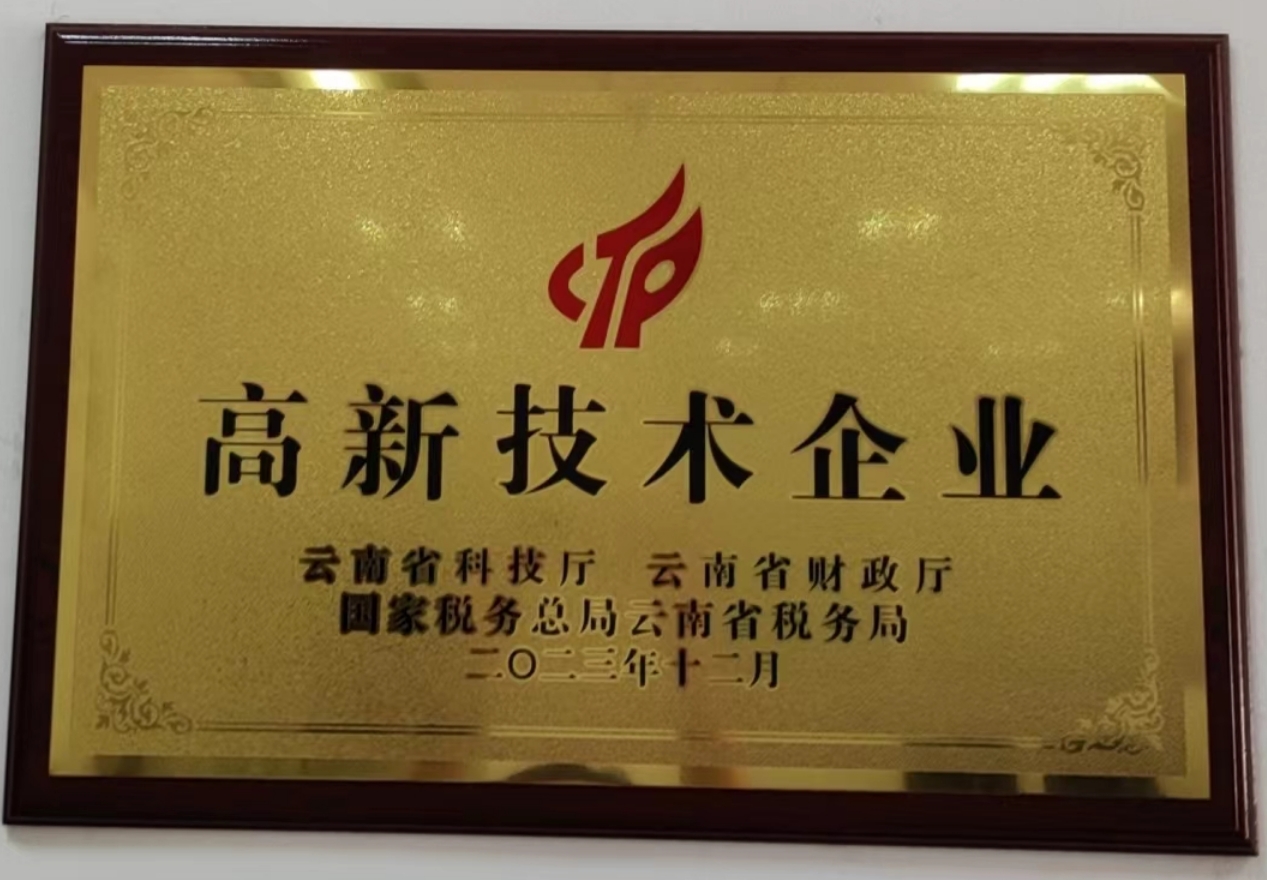 CTP
高新技术企业
云南省科技厅 云南省财政厅
国家税务总局云南省税务局
二〇二三年十二月